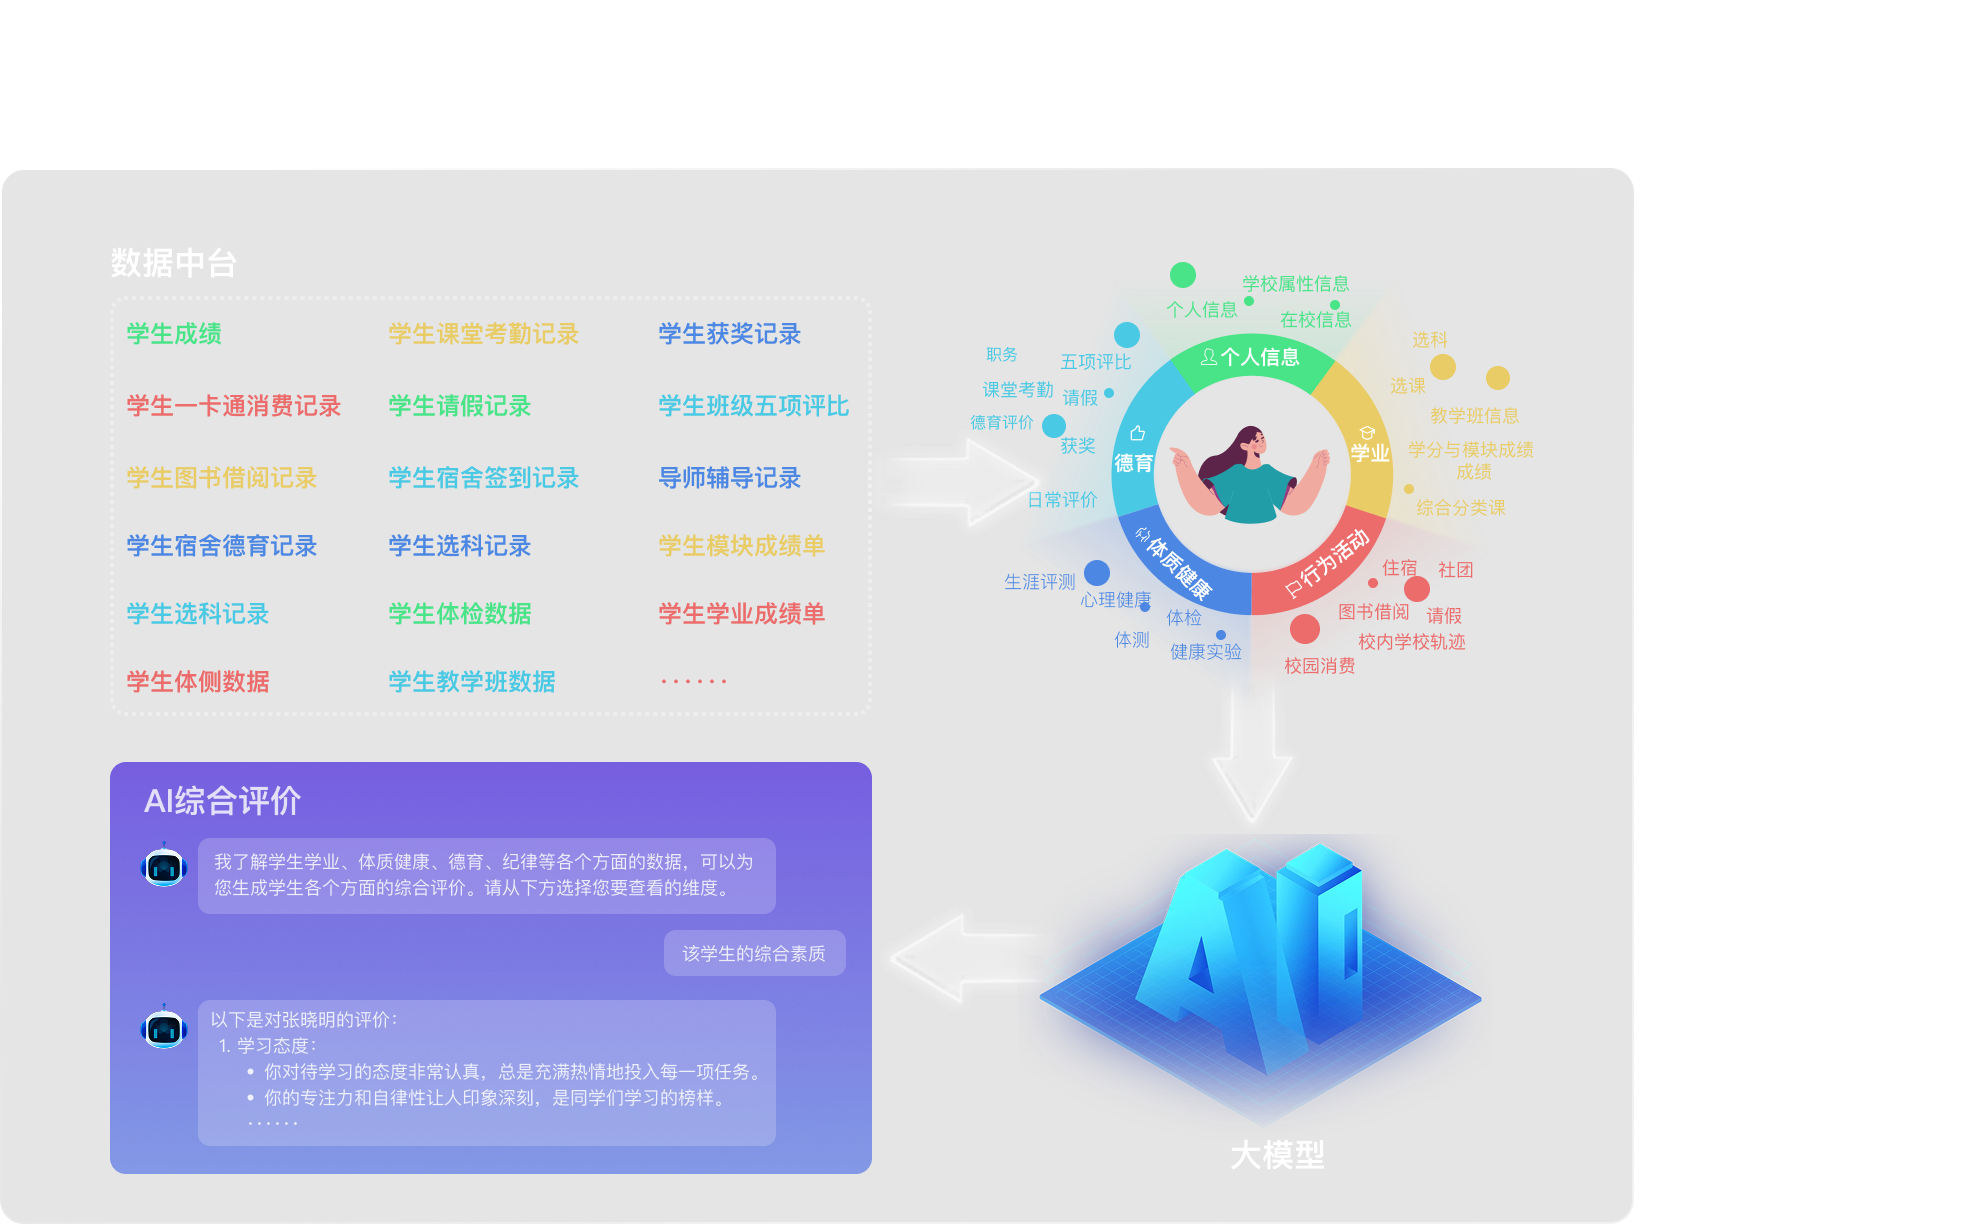 数据中台
学生成绩
学生课堂考勤记录
学生获奖记录
学生一卡通消费记录
学生请假记录
学生班级五项评比
学生图书借阅记录
学生宿舍签到记录
导师辅导记录
学生宿舍德育记录
学生选科记录
学生模块成绩单
学生选科记录
学生体检数据
学生学业成绩单
学生体侧数据
学生教学班数据
······
学校属性信息
个人信息
在校信息
个人信息
职务
五项评比
课堂考勤
请假
德育评价
获奖
日常评价
德育
选科
选课
教学班信息
学分与模块成绩
成绩
综合分类课
学业
体质健康
生涯评测
心理健康
体检
体测
健康实验
行为活动
住宿
社团
图书借阅
请假
校内学校轨迹
校园消费
AI
大模型
AI综合评价
我了解学生学业、体质健康、德育、纪律等各个方面的数据，可以为
您生成学生各个方面的综合评价。请从下方选择您要查看的维度。
该学生的综合素质
以下是对张晓明的评价：
1. 学习态度：
• 你对待学习的态度非常认真，总是充满热情地投入每一项任务。
• 你的专注力和自律性让人印象深刻，是同学们学习的榜样。
······